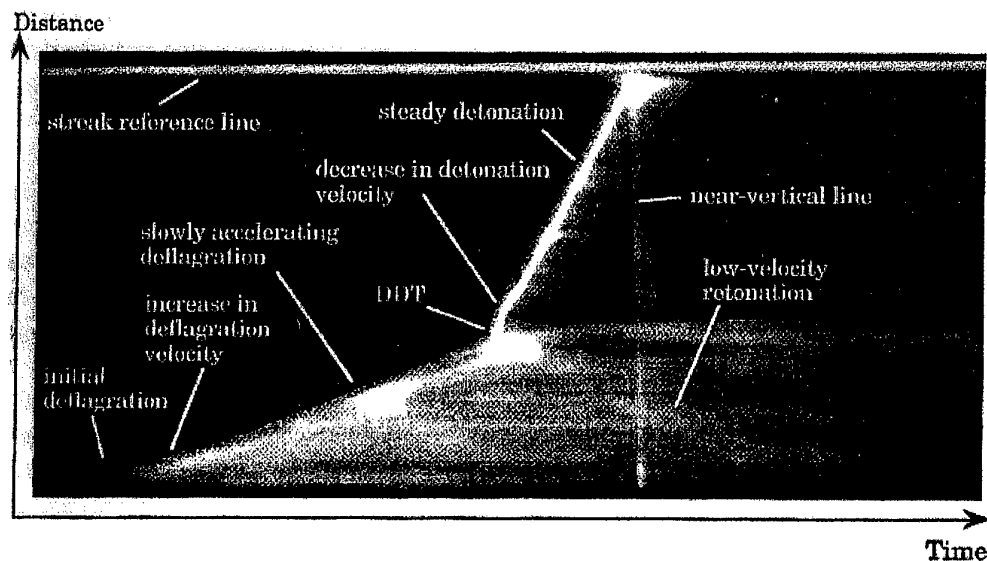 Distance
streak reference line
steady detonation
decrease in detonation
velocity
near-vertical line
slowly accelerating
deflagration
low-velocity
retonation
DDT
increase in
deflagration
velocity
initial
deflagration
Time